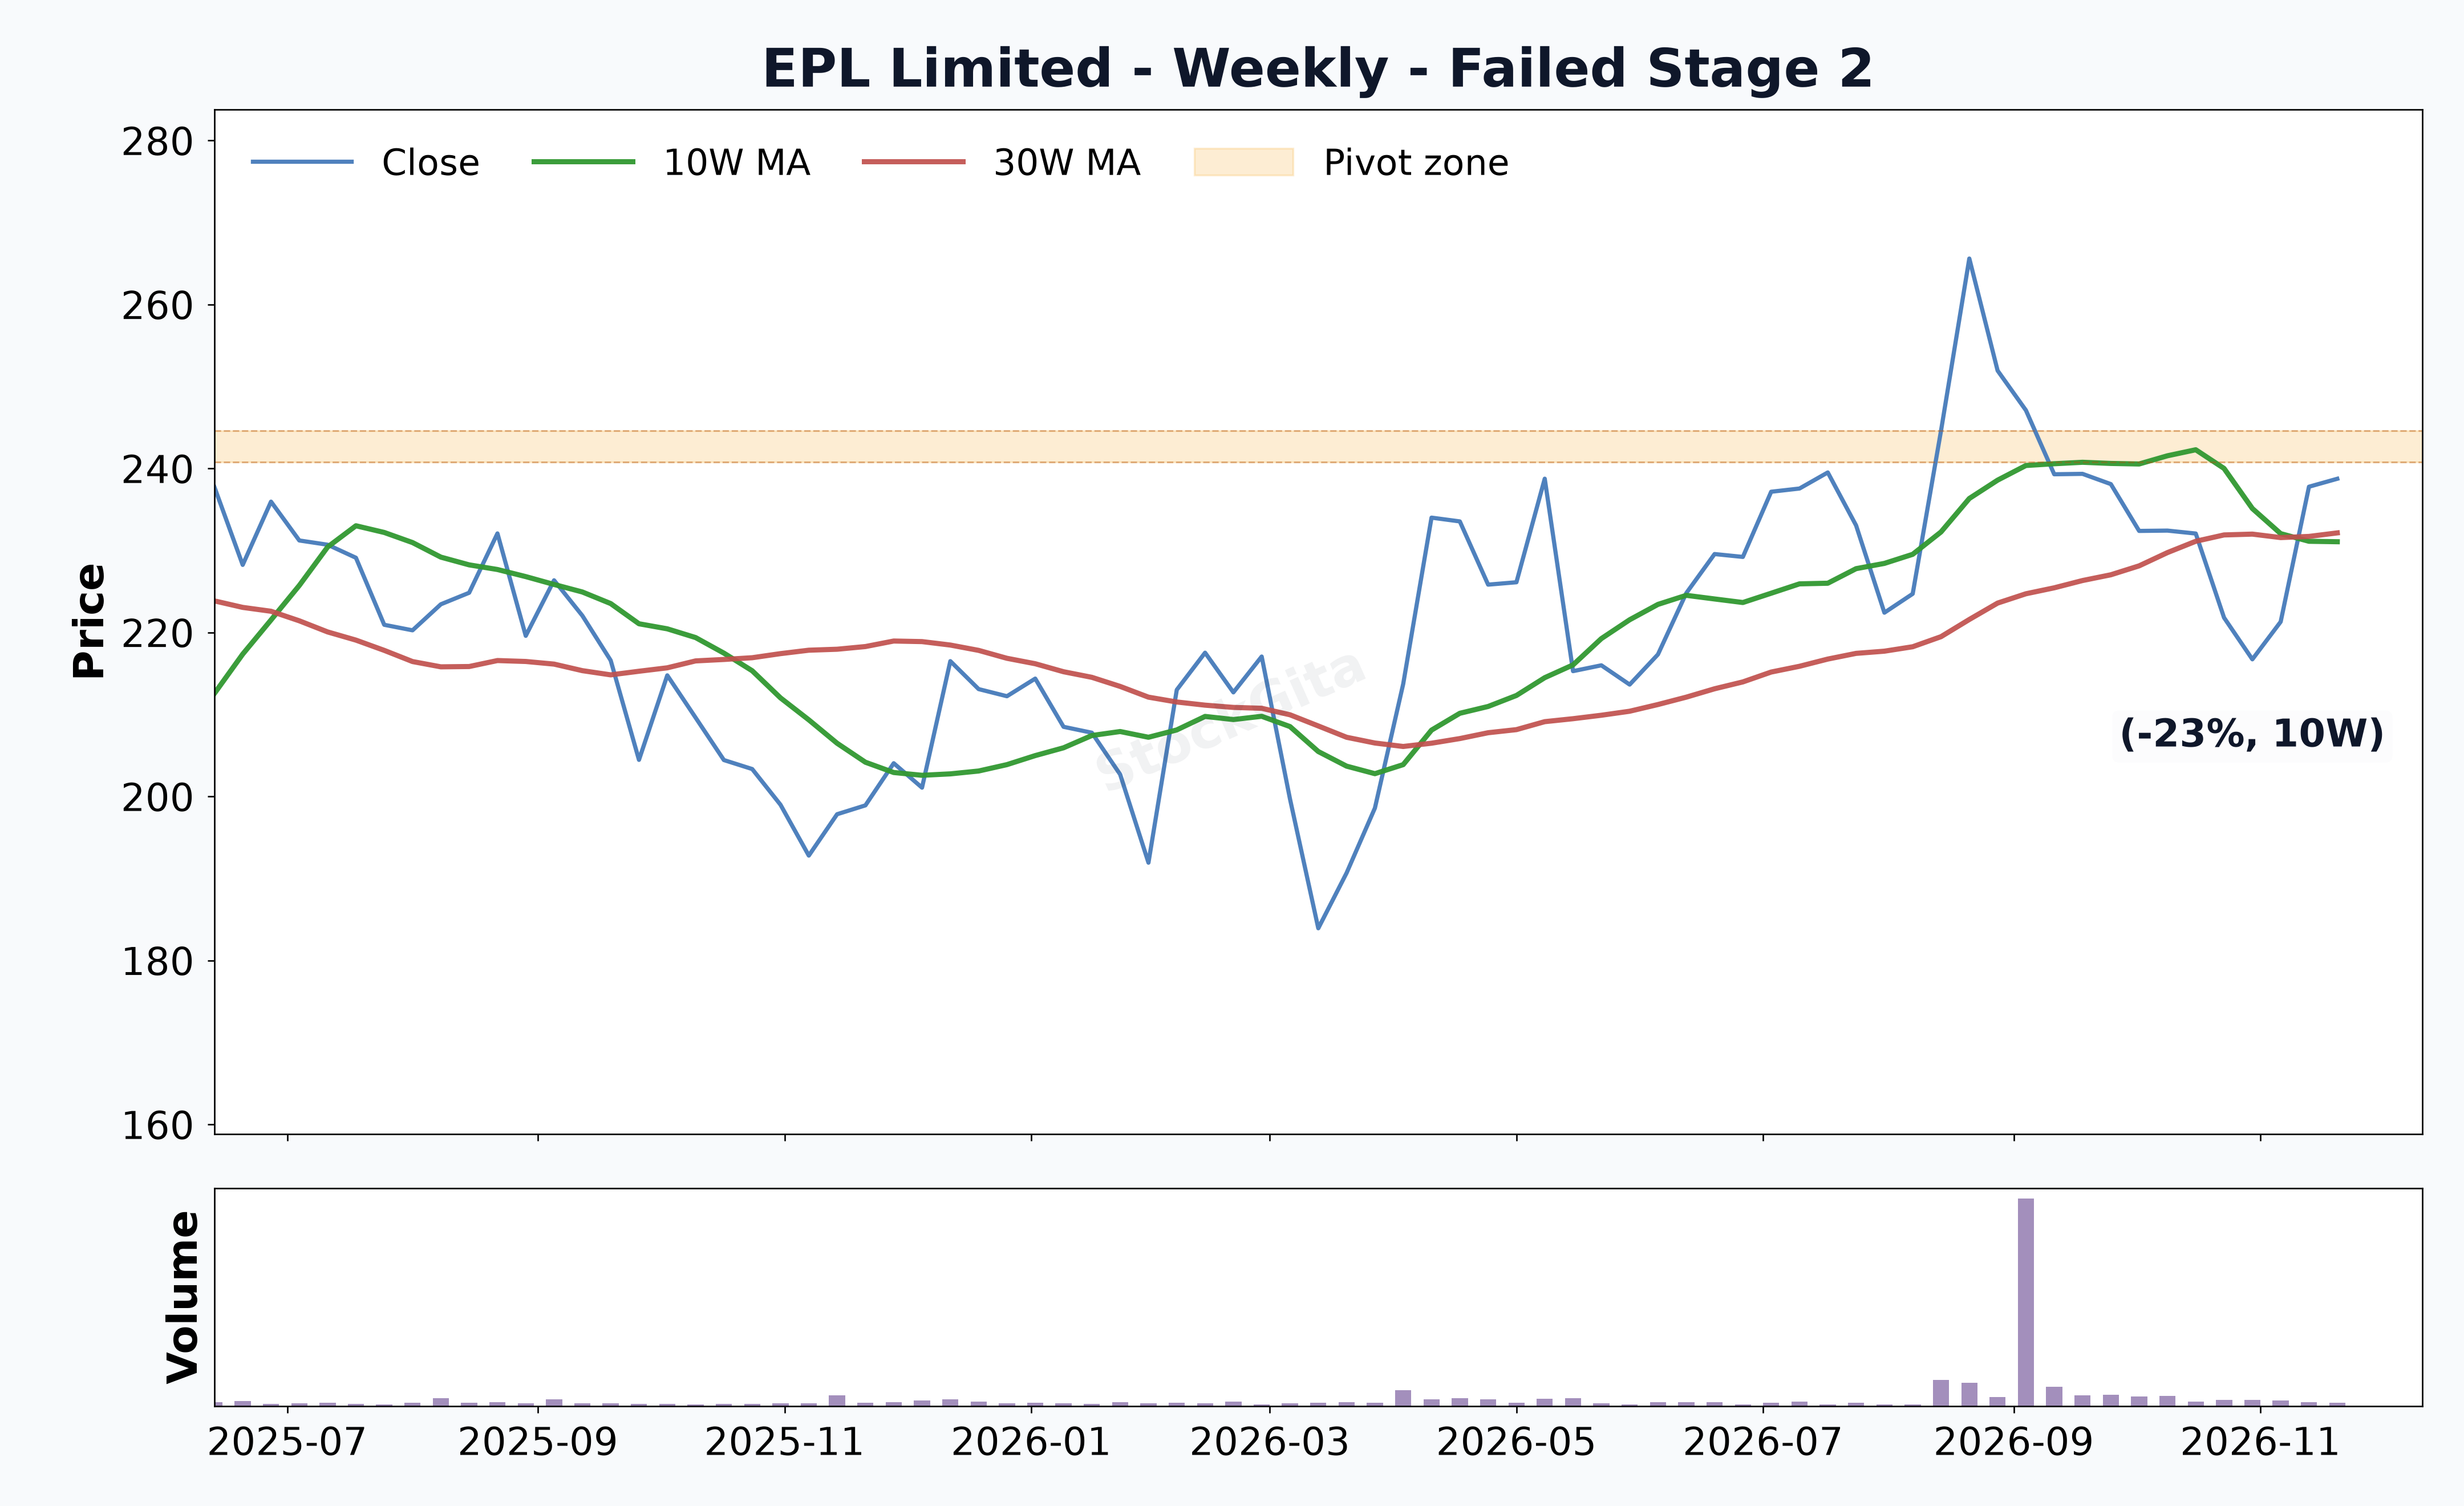 EPL Limited - Weekly - Failed Stage 2
Close 10W MA 30W MA Pivot zone
Price
280
260
240
220
200
180
160
StockGita
(-23%, 10W)
Volume
2025-07 2025-09 2025-11 2026-01 2026-03 2026-05 2026-07 2026-09 2026-11